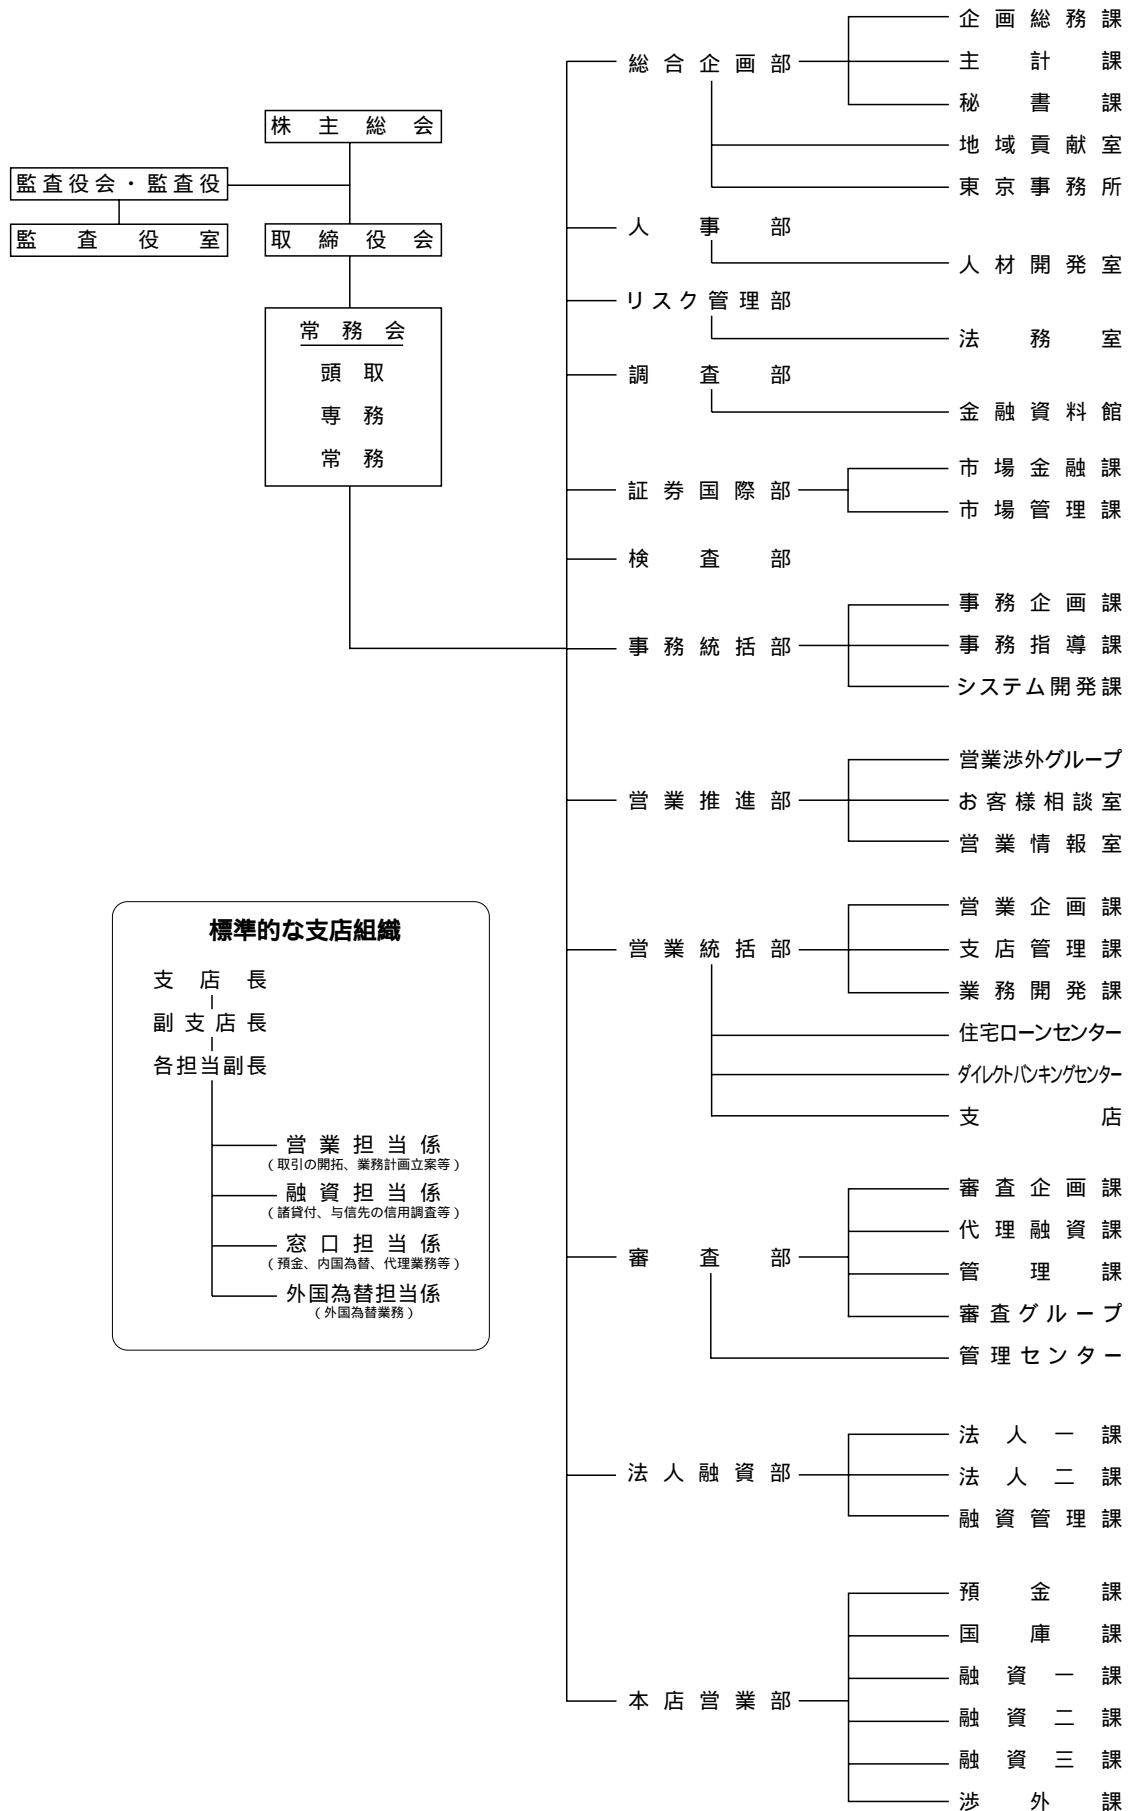 株主総会
監査役会・監査役
監査役室
取締役会
常務会
頭取
専務
常務
総合企画部
企画総務課
主計課
秘書課
地域貢献室
東京事務所
人事部
人材開発室
リスク管理部
法務室
調査部
金融資料館
証券国際部
市場金融課
市場管理課
検査部
事務統括部
事務企画課
事務指導課
システム開発課
営業推進部
営業渉外グループ
お客様相談室
営業情報室
営業統括部
営業企画課
支店管理課
業務開発課
住宅ローンセンター
ダイレクトバンキングセンター
支店
審査部
審査企画課
代理融資課
管理課
審査グループ
管理センター
法人融資部
法人一課
法人二課
融資管理課
本店営業部
預金課
国庫課
融資一課
融資二課
融資三課
渉外課
標準的な支店組織
支店長
副支店長
各担当副長
営業担当係
(取引の開拓、業務計画立案等)
融資担当係
(諸貸付、与信先の信用調査等)
窓口担当係
(預金、内国為替、代理業務等)
外国為替担当係
(外国為替業務)